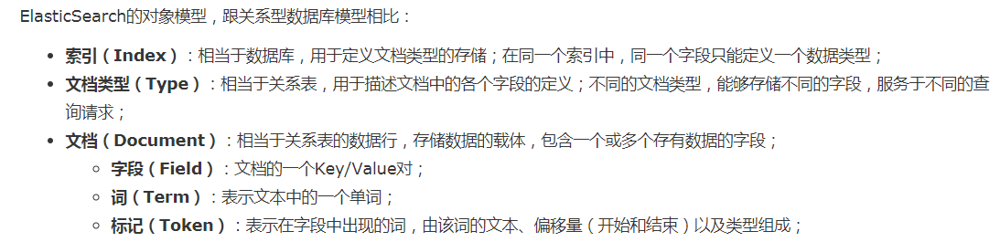 ElasticSearch的对象模型，跟关系型数据库模型相比：
索引（Index）：相当于数据库，用于定义文档类型的存储；在同一个索引中，同一个字段只能定义一个数据类型；
文档类型（Type）：相当于关系表，用于描述文档中的各个字段的定义；不同的文档类型，能够存储不同的字段，服务于不同的查
询请求；
文档（Document）：相当于关系表的数据行，存储数据的载体，包含一个或多个存有数据的字段；
字段（Field）：文档的一个Key/Value对；
词（Term）：表示文本中的一个单词；
标记（Token）：表示在字段中出现的词，由该词的文本、偏移量（开始和结束）以及类型组成；